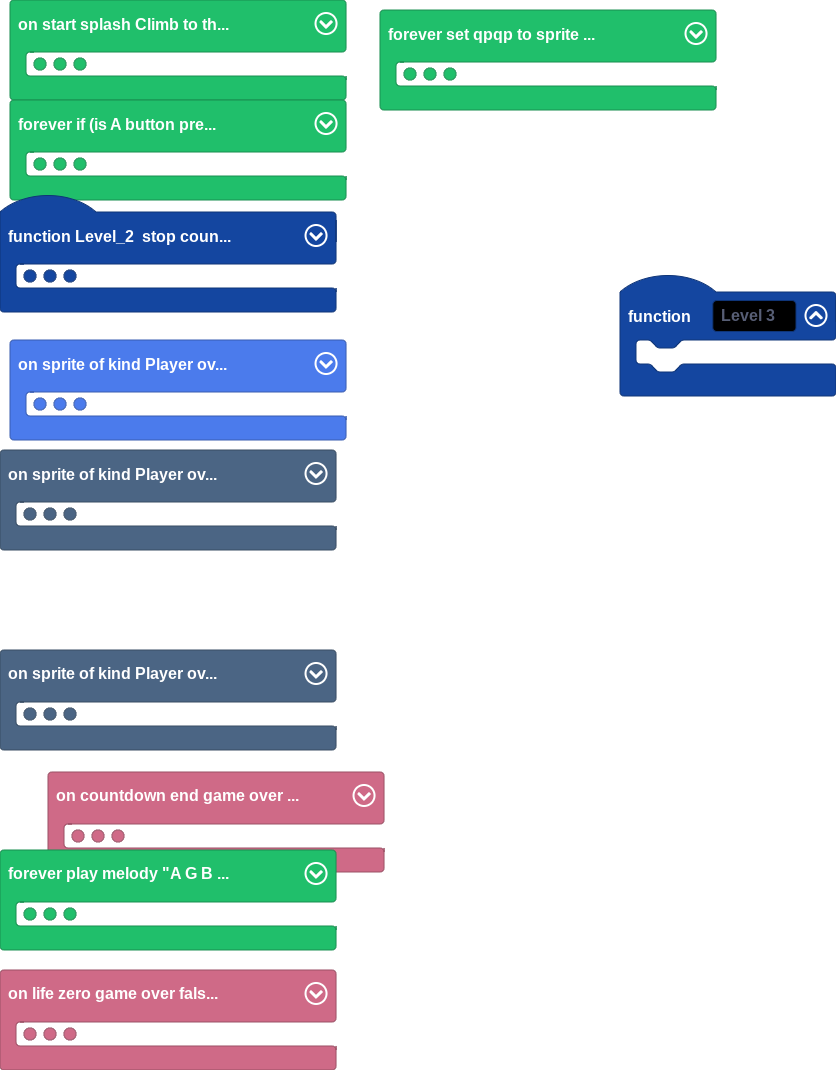 on start splash Climb to th...
forever set qpqp to sprite ...
forever if (is A button pre...
function Level_2  stop coun...
function Level 3
on sprite of kind Player ov...
on sprite of kind Player ov...
on sprite of kind Player ov...
on countdown end game over ...
forever play melody "A G B ...
on life zero game over fals...